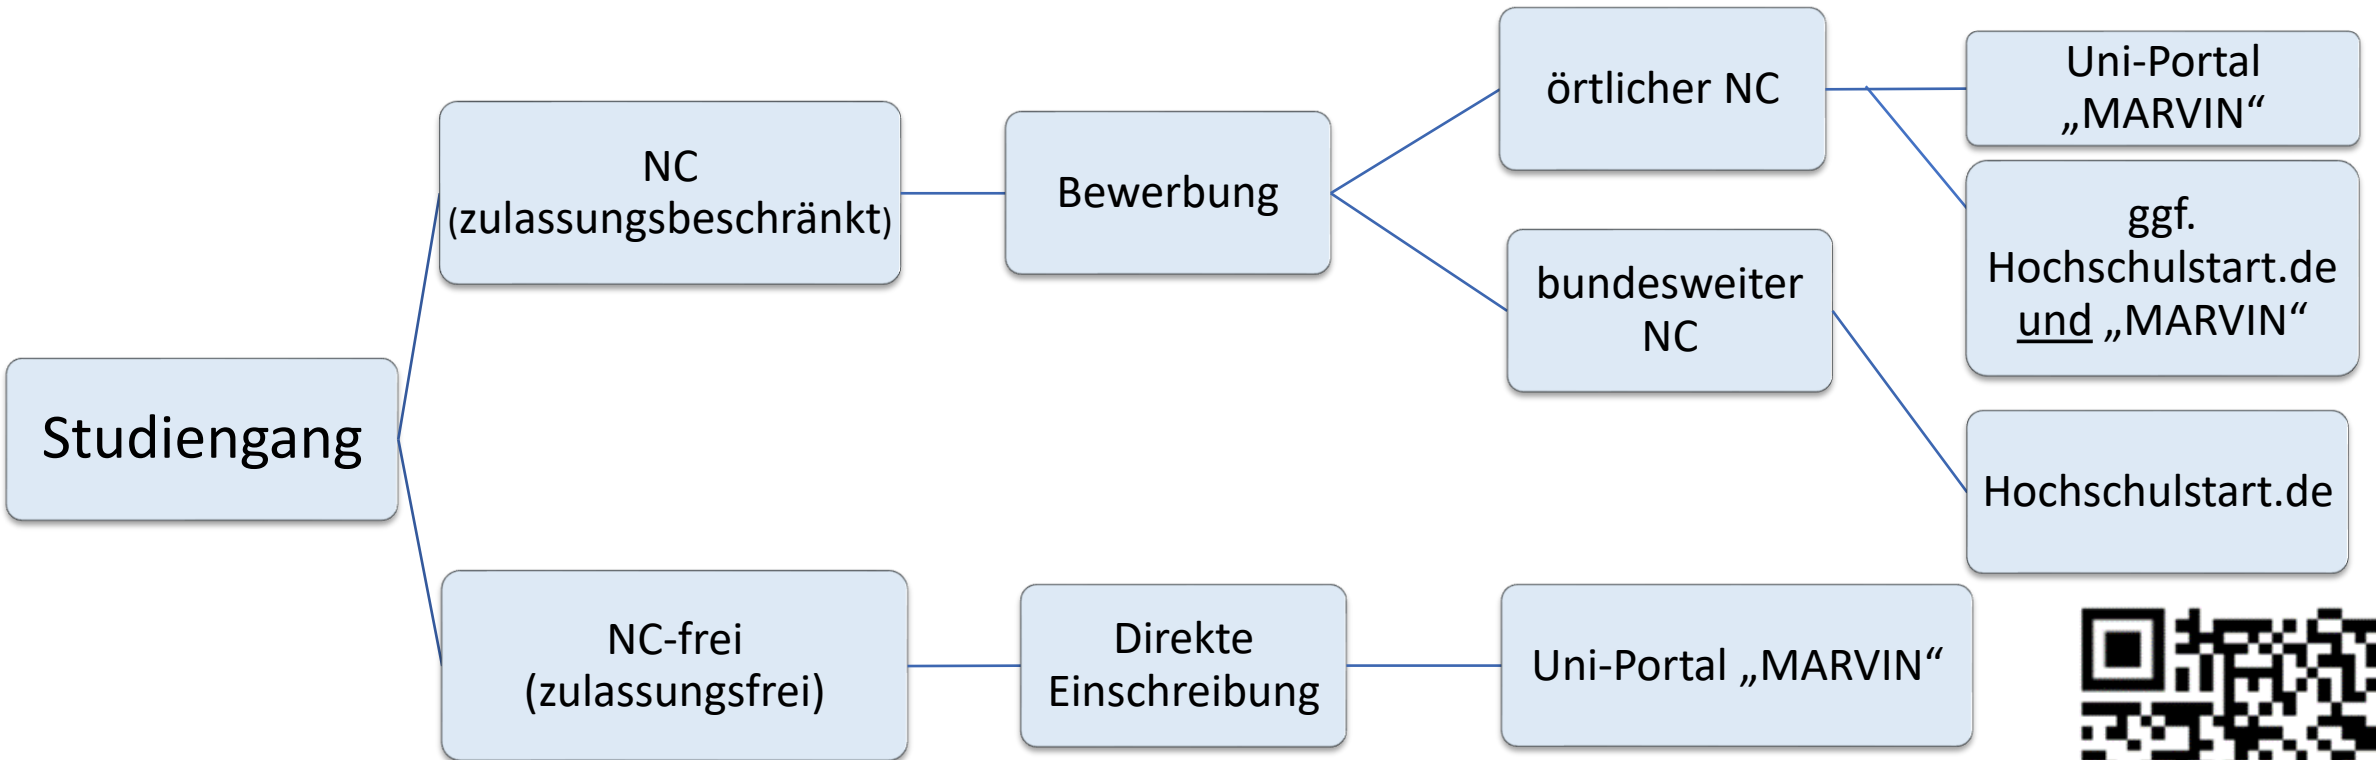 Studiengang
NC
(zulassungsbeschränkt)
Bewerbung
örtlicher NC
Uni-Portal
„MARVIN“
ggf.
Hochschulstart.de
und „MARVIN“
bundesweiter
NC
Hochschulstart.de
NC-frei
(zulassungsfrei)
Direkte
Einschreibung
Uni-Portal „MARVIN“